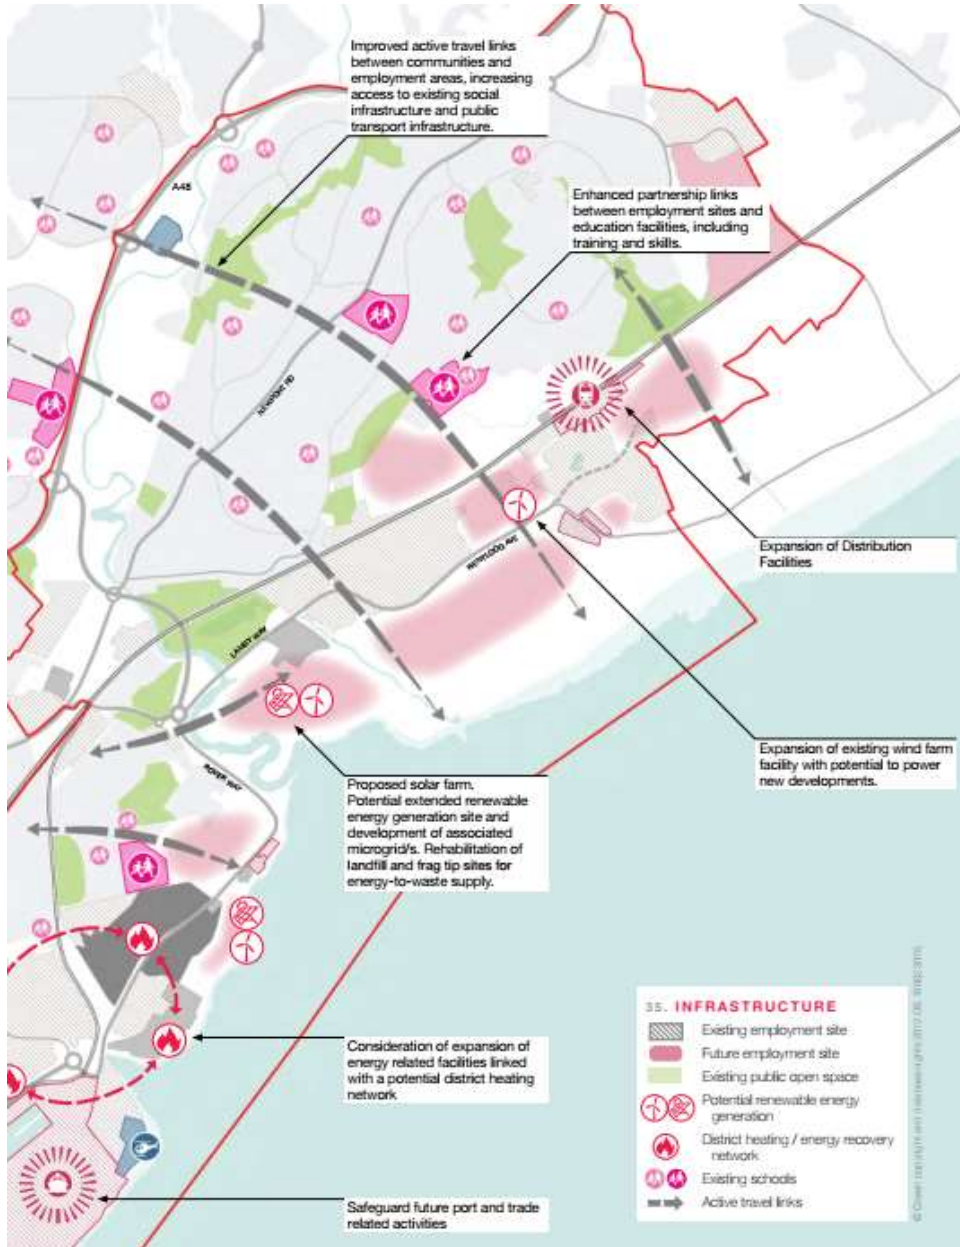 Improved active travel links
between communities and
employment areas, increasing
access to existing social
infrastructure and public
transport infrastructure.
A48
Enhanced partnership links
between employment sites and
education facilities, including
training and skills.
NEWPORT RD
Expansion of Distribution
Facilities
WENTLOOG AVE
LAMBY WAY
Expansion of existing wind farm
facility with potential to power
new developments.
ROVER WAY
Proposed solar farm.
Potential extended renewable
energy generation site and
development of associated
microgrid/s. Rehabilitation of
landfill and frag tip sites for
energy-to-waste supply.
35. INFRASTRUCTURE
Existing employment site
Future employment site
Existing public open space
Potential renewable energy
generation
District heating / energy recovery
network
Existing schools
Active travel links
Consideration of expansion of
energy related facilities linked
with a potential district heating
network
Safeguard future port and trade
related activities
© Crown copyright and database rights